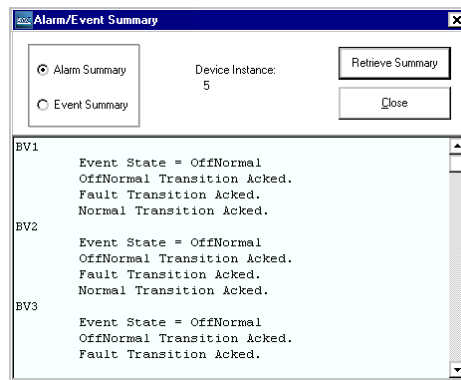 Alarm/Event Summary
Alarm Summary
Event Summary
Device Instance:
5
Retrieve Summary
Close
BV1
Event State = OffNormal
OffNormal Transition Acked.
Fault Transition Acked.
Normal Transition Acked.
BV2
Event State = OffNormal
OffNormal Transition Acked.
Fault Transition Acked.
Normal Transition Acked.
BV3
Event State = OffNormal
OffNormal Transition Acked.
Fault Transition Acked.